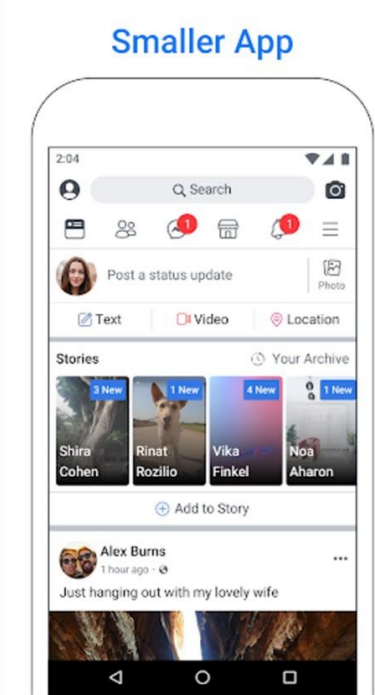 Smaller App
2:04
Search
1
1
Post a status update
Photo
Text
Video
Location
Stories
Your Archive
3 New
1 New
4 New
1 New
Shira
Cohen
Rinat
Rozilio
Vika
Finkel
Noa
Aharon
Add to Story
Alex Burns
1 hour ago ·
Just hanging out with my lovely wife